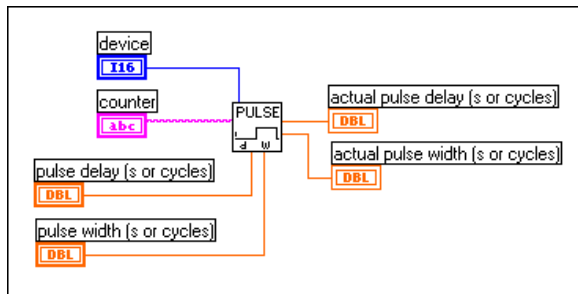 device
I16
counter
abc
PULSE
d W
pulse delay (s or cycles)
DBL
pulse width (s or cycles)
DBL
actual pulse delay (s or cycles)
DBL
actual pulse width (s or cycles)
DBL